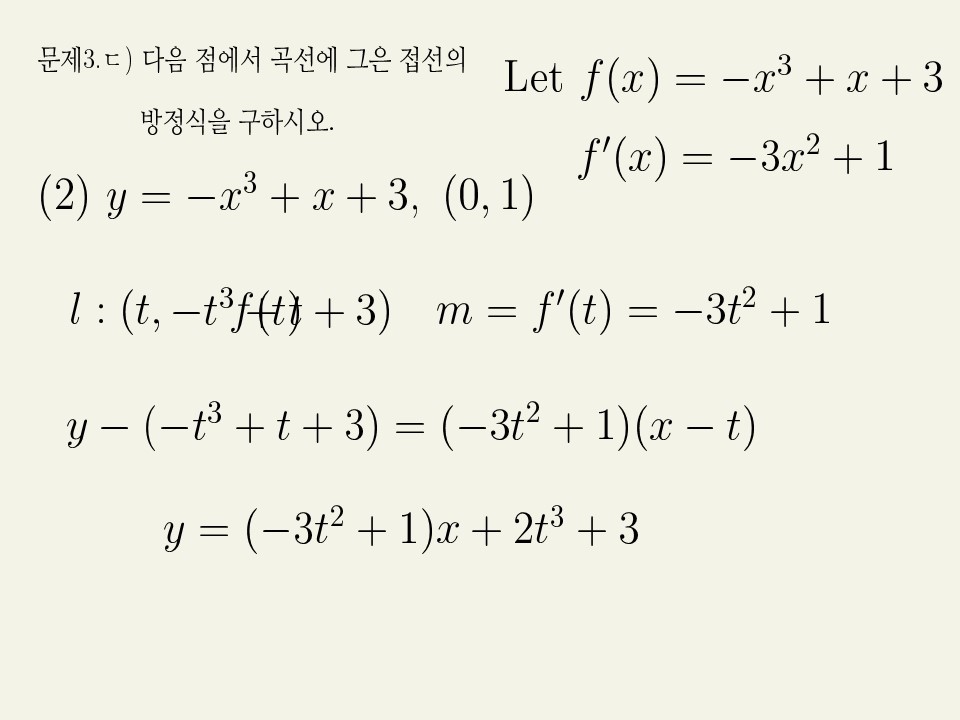 문제3.ㄷ) 다음 점에서 곡선에 그은 접선의
방정식을 구하시오.
Let f(x) = −x³ + x + 3
f′(x) = −3x² + 1
(2) y = −x³ + x + 3, (0, 1)
l : (t, −t³ + t + 3) m = f′(t) = −3t² + 1
y − (−t³ + t + 3) = (−3t² + 1)(x − t)
y = (−3t² + 1)x + 2t³ + 3